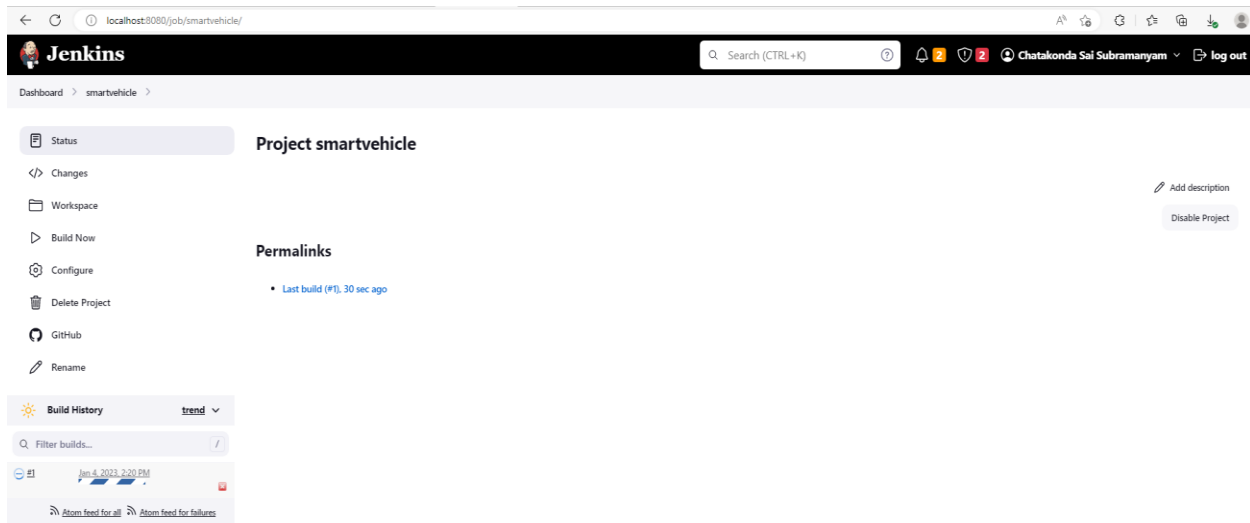 localhost:8080/job/smartvehicle/
Jenkins
Search (CTRL+K)
2
2
Chatakonda Sai Subramanyam
log out
Dashboard > smartvehicle >
Status
Changes
Workspace
Build Now
Configure
Delete Project
GitHub
Rename
Project smartvehicle
Add description
Disable Project
Permalinks
Last build (#1), 30 sec ago
Build History
trend
Filter builds...
/
#1
Jan 4, 2023, 2:20 PM
Atom feed for all
Atom feed for failures